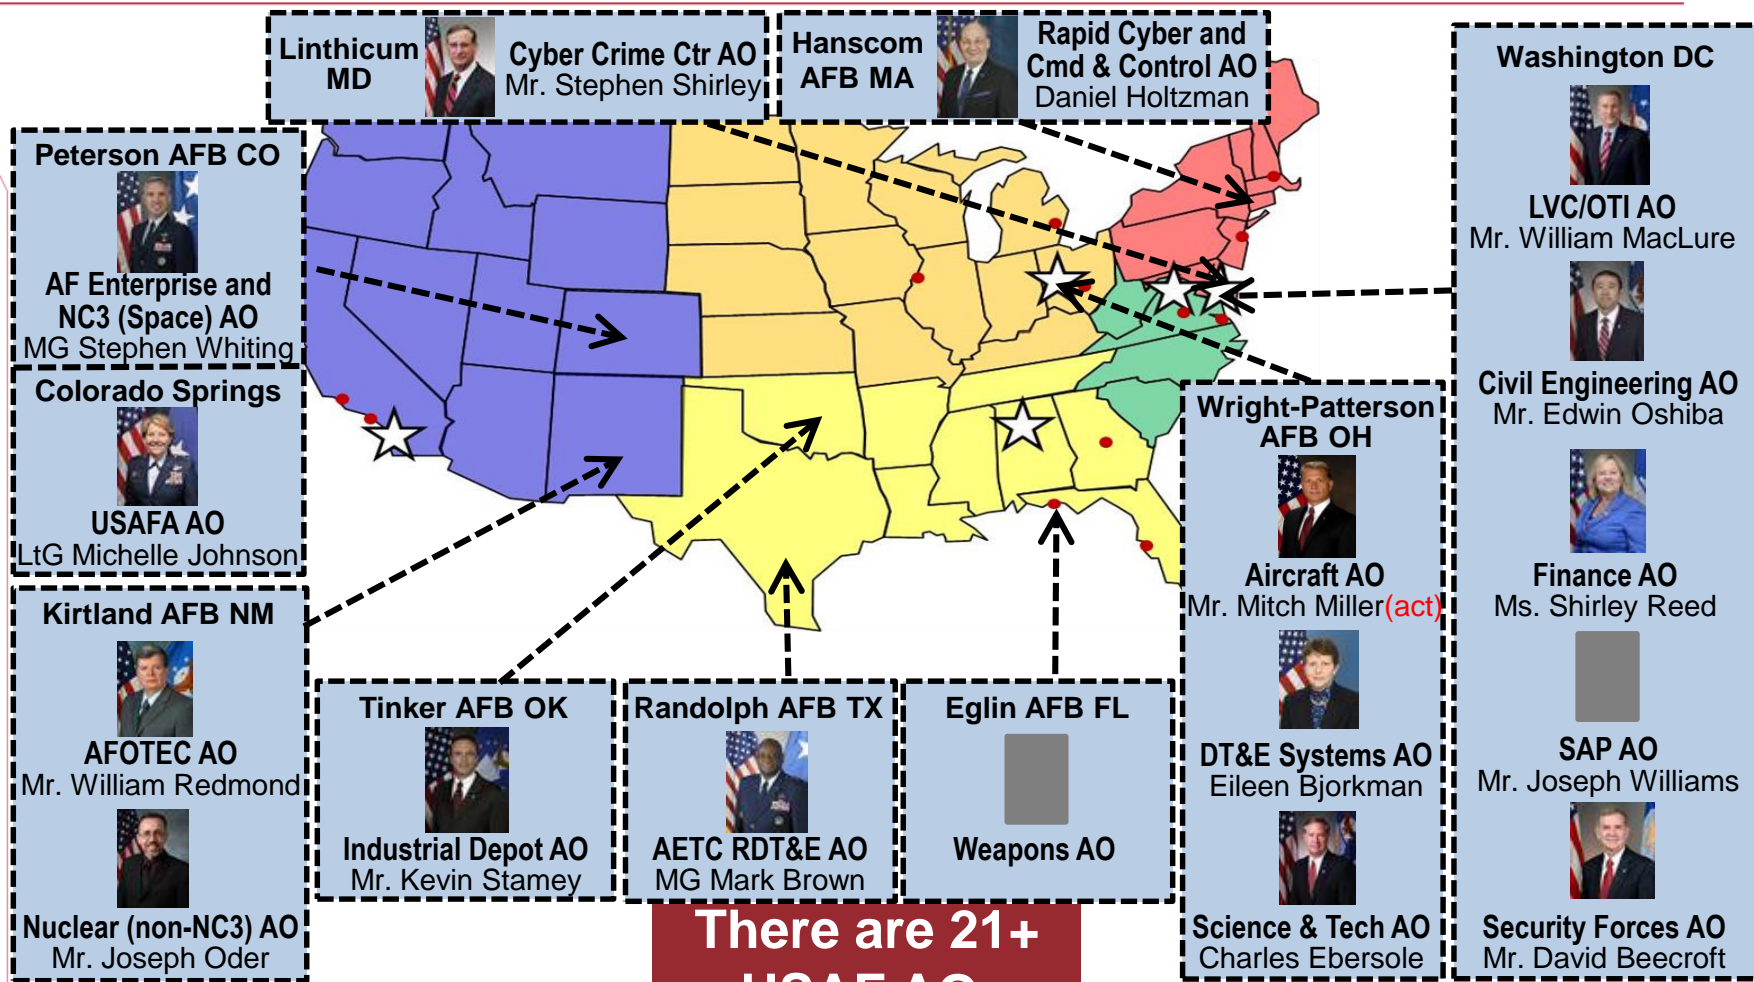 Linthicum
MD
Cyber Crime Ctr AO
Mr. Stephen Shirley
Hanscom
AFB MA
Rapid Cyber and
Cmd & Control AO
Daniel Holtzman
Washington DC
LVC/OTI AO
Mr. William MacLure
Civil Engineering AO
Mr. Edwin Oshiba
Finance AO
Ms. Shirley Reed
SAP AO
Mr. Joseph Williams
Security Forces AO
Mr. David Beecroft
Peterson AFB CO
AF Enterprise and
NC3 (Space) AO
MG Stephen Whiting
Colorado Springs
USAFA AO
LtG Michelle Johnson
Kirtland AFB NM
AFOTEC AO
Mr. William Redmond
Nuclear (non-NC3) AO
Mr. Joseph Oder
Tinker AFB OK
Industrial Depot AO
Mr. Kevin Stamey
Randolph AFB TX
AETC RDT&E AO
MG Mark Brown
Eglin AFB FL
Weapons AO
Wright-Patterson
AFB OH
Aircraft AO
Mr. Mitch Miller(act)
DT&E Systems AO
Eileen Bjorkman
Science & Tech AO
Charles Ebersole
There are 21+
USAF AO